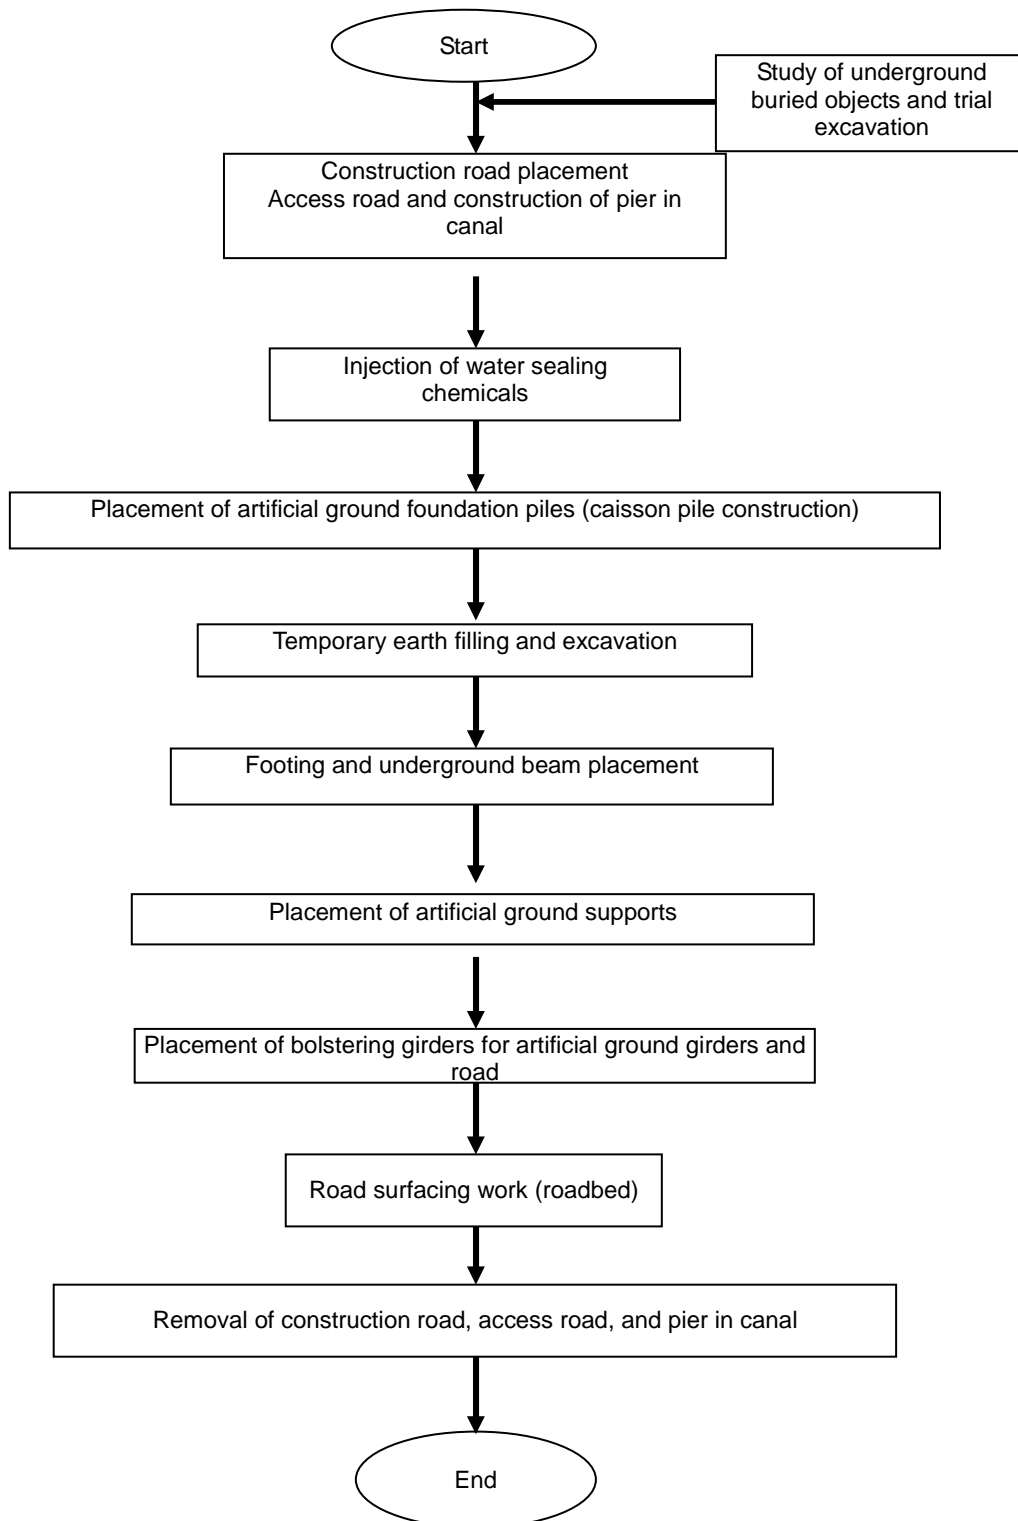 Start
Study of underground
buried objects and trial
excavation
Construction road placement
Access road and construction of pier in
canal
Injection of water sealing
chemicals
Placement of artificial ground foundation piles (caisson pile construction)
Temporary earth filling and excavation
Footing and underground beam placement
Placement of artificial ground supports
Placement of bolstering girders for artificial ground girders and
road
Road surfacing work (roadbed)
Removal of construction road, access road, and pier in canal
End